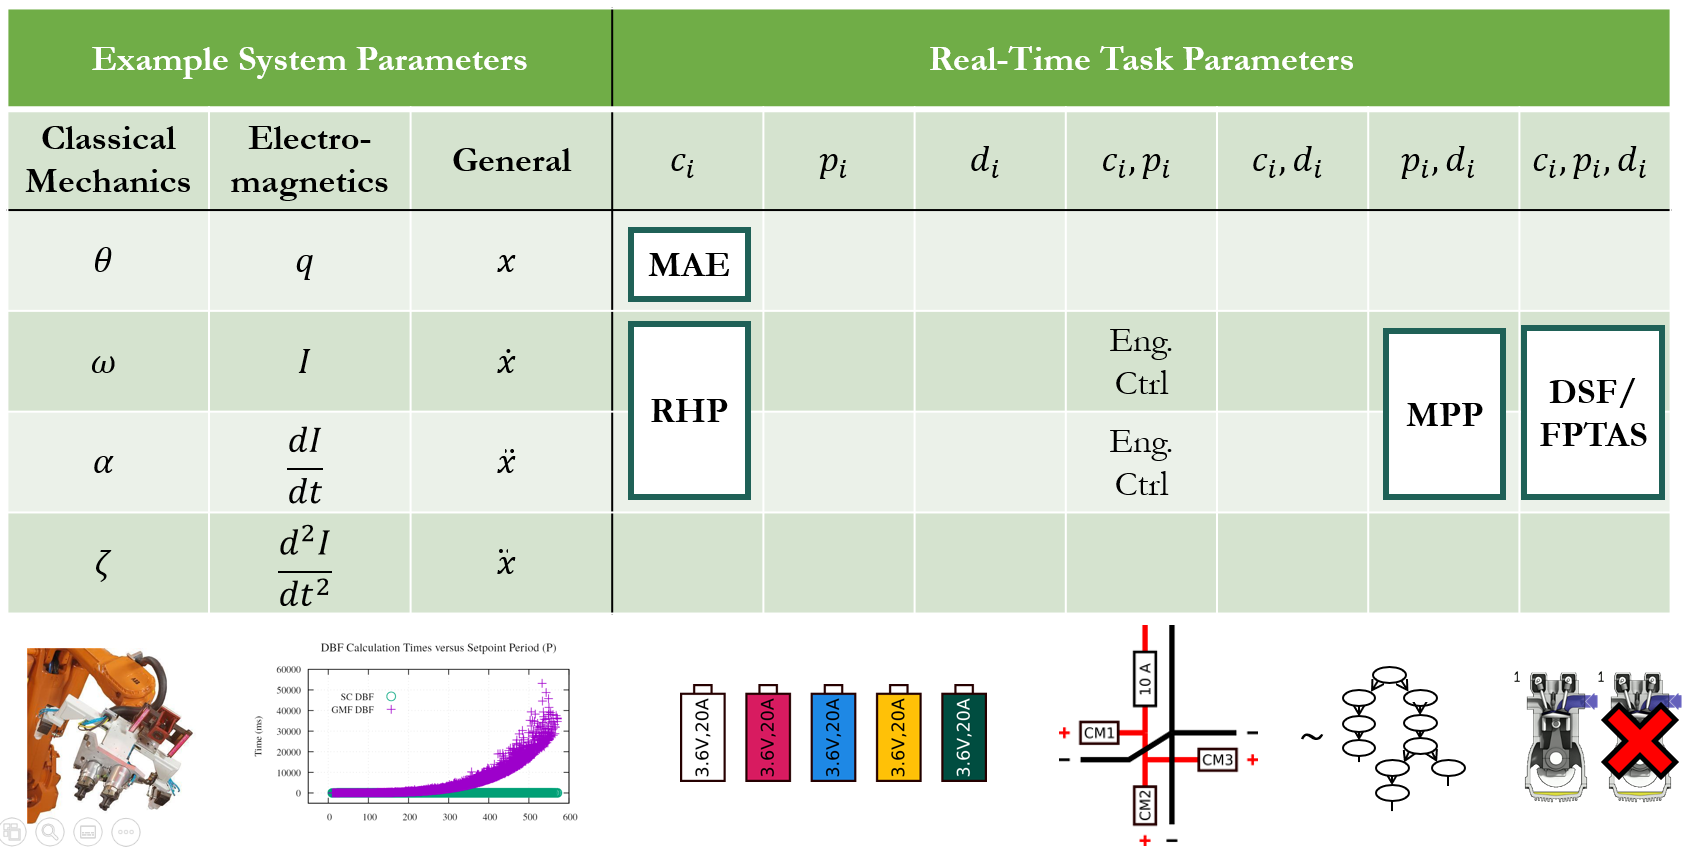 Example System Parameters
Real-Time Task Parameters
Classical
Mechanics
Electro-
magnetics
General
cᵢ
pᵢ
dᵢ
cᵢ, pᵢ
cᵢ, dᵢ
pᵢ, dᵢ
cᵢ, pᵢ, dᵢ
θ
q
x
MAE
ω
I
ẋ
RHP
Eng.
Ctrl
MPP
DSF/
FPTAS
α
dI
dt
ẍ
Eng.
Ctrl
ζ
d²I
dt²
x⃛
DBF Calculation Times versus Setpoint Period (P)
Time (ms)
60000
50000
40000
30000
20000
10000
0
SC DBF
GMF DBF
0 100 200 300 400 500 600
3.6V,20A
3.6V,20A
3.6V,20A
3.6V,20A
3.6V,20A
10 A
+ CM1
−
−
CM3 +
CM2
+ −
~
1
1